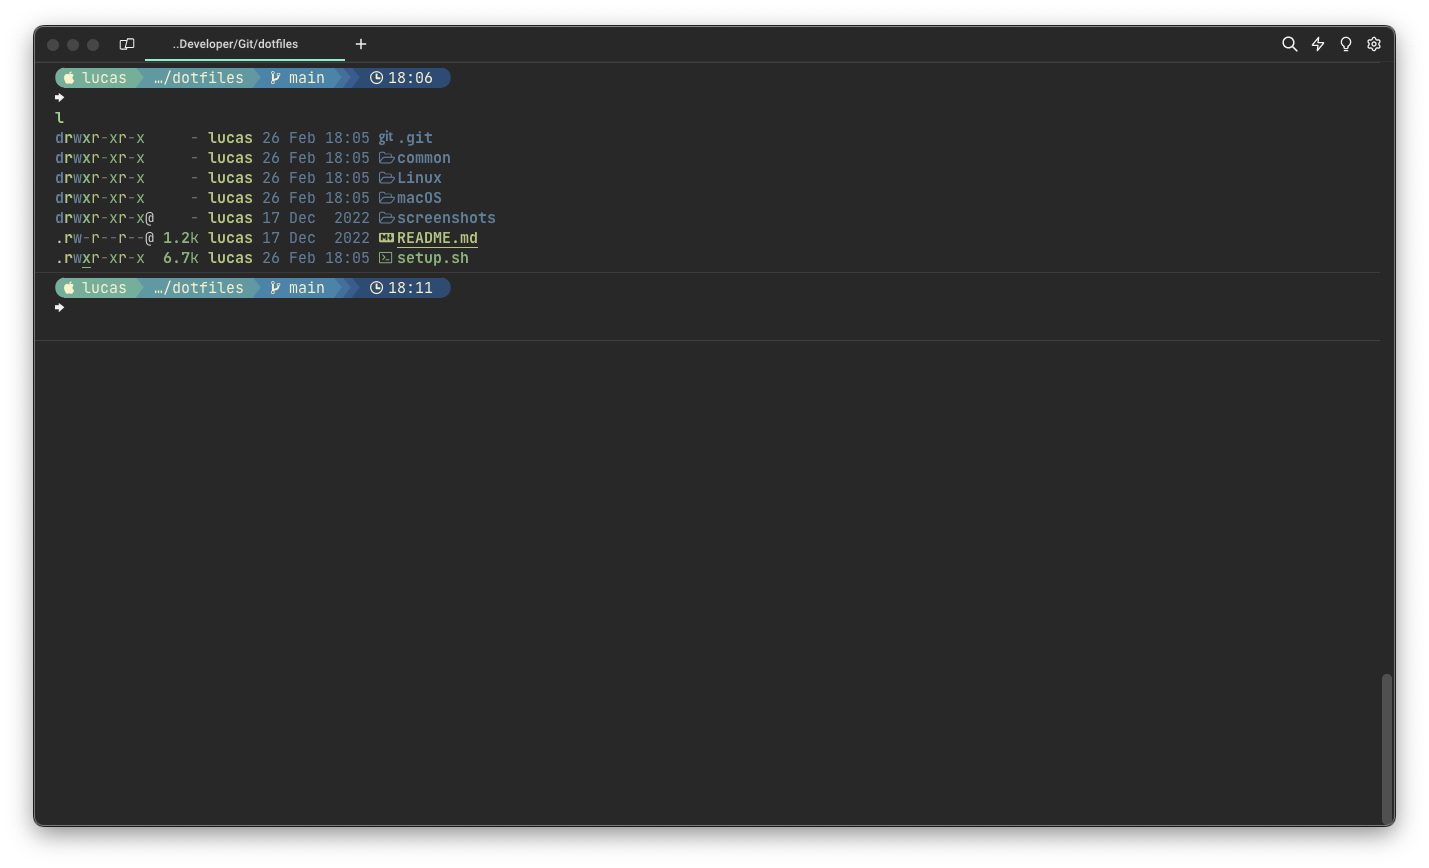 ..Developer/Git/dotfiles +
lucas …/dotfiles main 18:06
l
drwxr-xr-x - lucas 26 Feb 18:05 git .git
drwxr-xr-x - lucas 26 Feb 18:05 common
drwxr-xr-x - lucas 26 Feb 18:05 Linux
drwxr-xr-x - lucas 26 Feb 18:05 macOS
drwxr-xr-x@ - lucas 17 Dec 2022 screenshots
.rw-r--r--@ 1.2k lucas 17 Dec 2022 README.md
.rwxr-xr-x 6.7k lucas 26 Feb 18:05 setup.sh
lucas …/dotfiles main 18:11